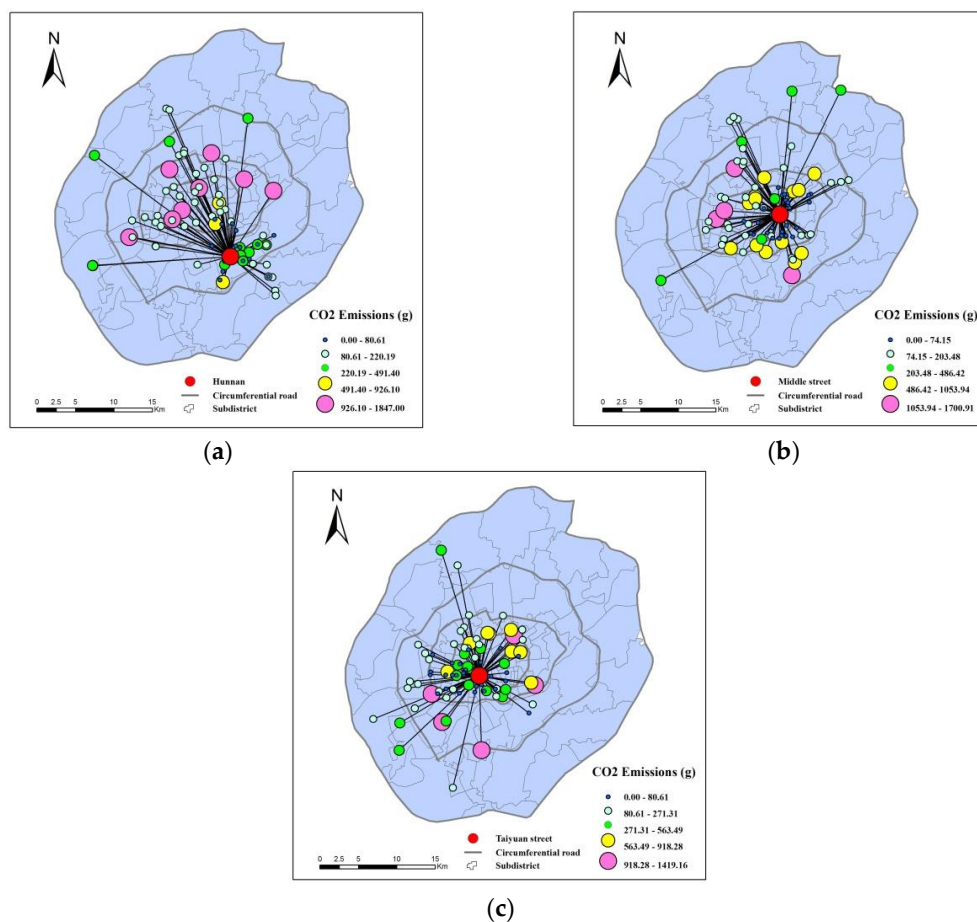 N
CO2 Emissions (g)
0.00 - 80.61
80.61 - 220.19
220.19 - 491.40
491.40 - 926.10
926.10 - 1847.00
Hunnan
Circumferential road
Subdistrict
0 2.5 5 10 15
Km
(a)
N
CO2 Emissions (g)
0.00 - 74.15
74.15 - 203.48
203.48 - 486.42
486.42 - 1053.94
1053.94 - 1700.91
Middle street
Circumferential road
Subdistrict
0 2.5 5 10 15
Km
(b)
N
CO2 Emissions (g)
0.00 - 80.61
80.61 - 271.31
271.31 - 563.49
563.49 - 918.28
918.28 - 1419.16
Taiyuan street
Circumferential road
Subdistrict
0 2.5 5 10 15
Km
(c)